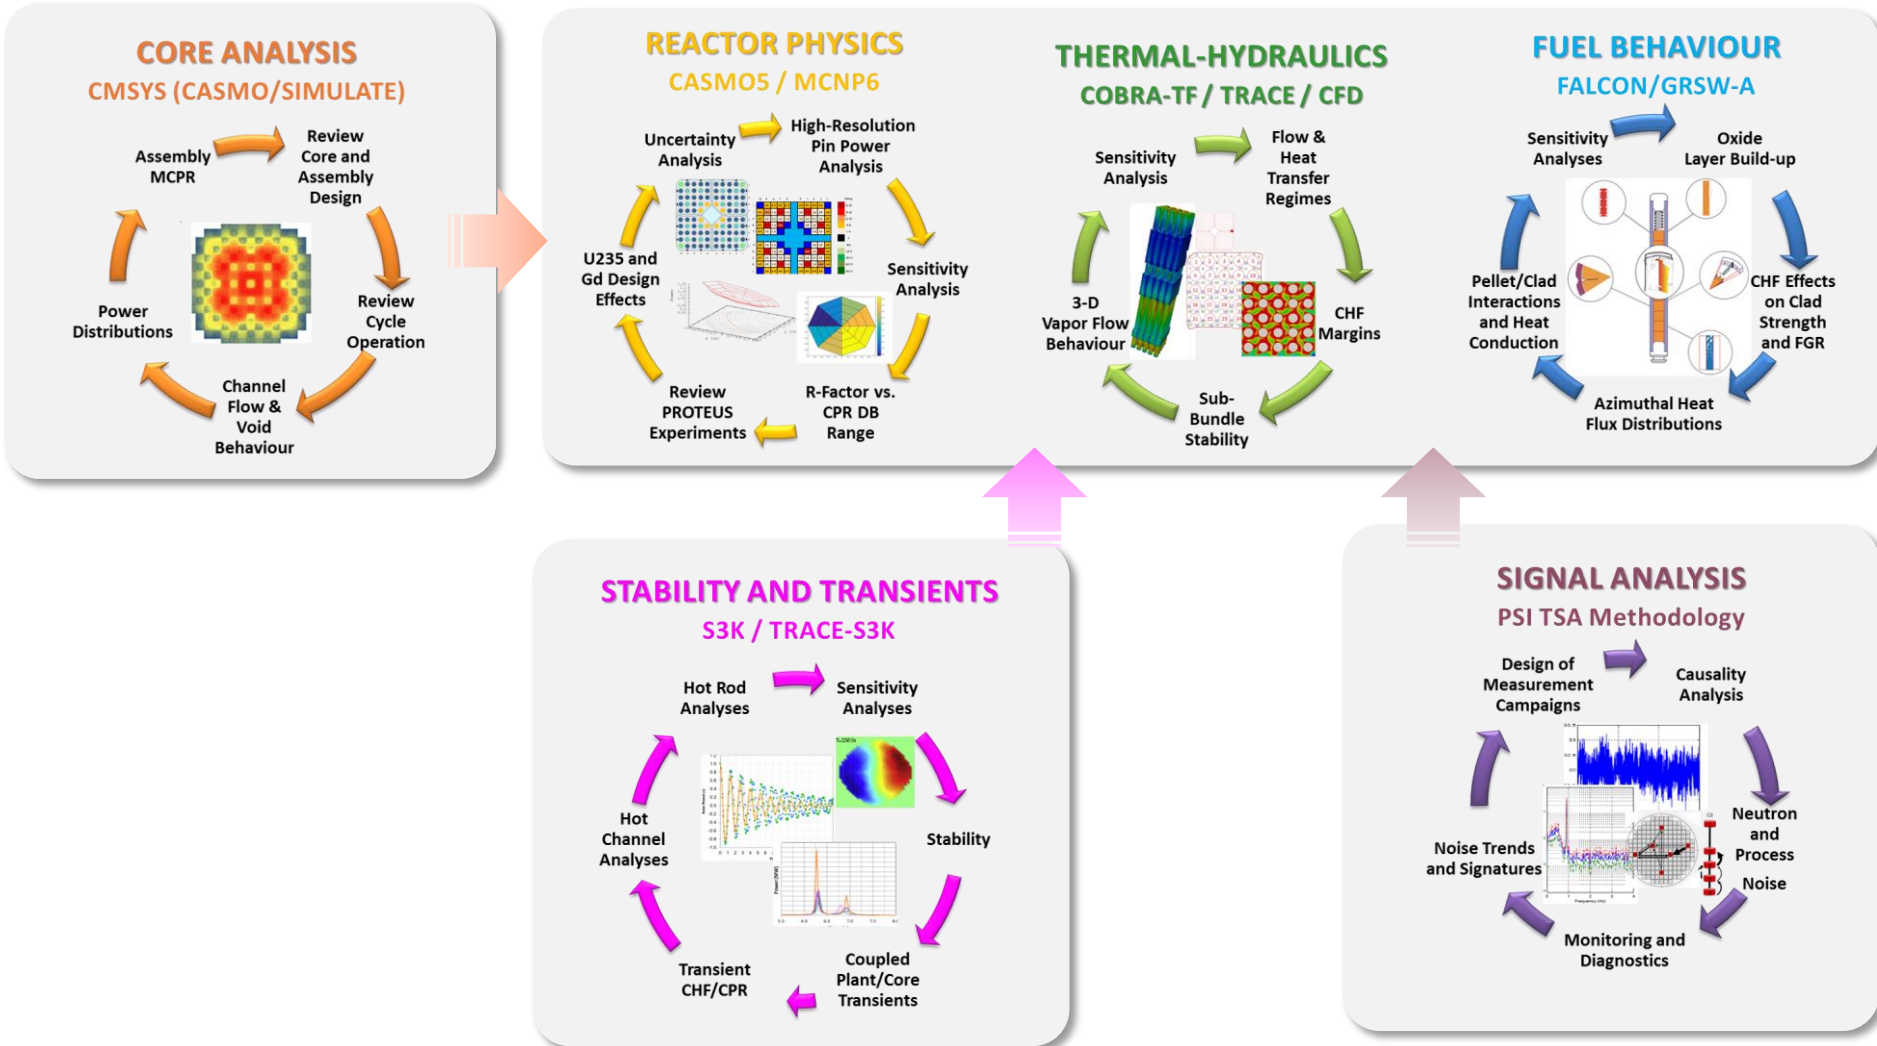 CORE ANALYSIS
CMSYS (CASMO/SIMULATE)
Assembly
MCPR
Review
Core and
Assembly
Design
Review
Cycle
Operation
Channel
Flow &
Void
Behaviour
Power
Distributions
REACTOR PHYSICS
CASMO5 / MCNP6
Uncertainty
Analysis
High-Resolution
Pin Power
Analysis
Sensitivity
Analysis
R-Factor vs.
CPR DB
Range
Review
PROTEUS
Experiments
U235 and
Gd Design
Effects
THERMAL-HYDRAULICS
COBRA-TF / TRACE / CFD
Sensitivity
Analysis
Flow &
Heat
Transfer
Regimes
CHF
Margins
Sub-
Bundle
Stability
3-D
Vapor Flow
Behaviour
FUEL BEHAVIOUR
FALCON/GRSW-A
Sensitivity
Analyses
Oxide
Layer Build-up
CHF Effects
on Clad
Strength
and FGR
Azimuthal Heat
Flux Distributions
Pellet/Clad
Interactions
and Heat
Conduction
STABILITY AND TRANSIENTS
S3K / TRACE-S3K
Hot Rod
Analyses
Sensitivity
Analyses
Stability
Coupled
Plant/Core
Transients
Transient
CHF/CPR
Hot
Channel
Analyses
SIGNAL ANALYSIS
PSI TSA Methodology
Design of
Measurement
Campaigns
Causality
Analysis
Neutron
and
Process
Noise
Monitoring and
Diagnostics
Noise Trends
and Signatures
Frequency (Hz)